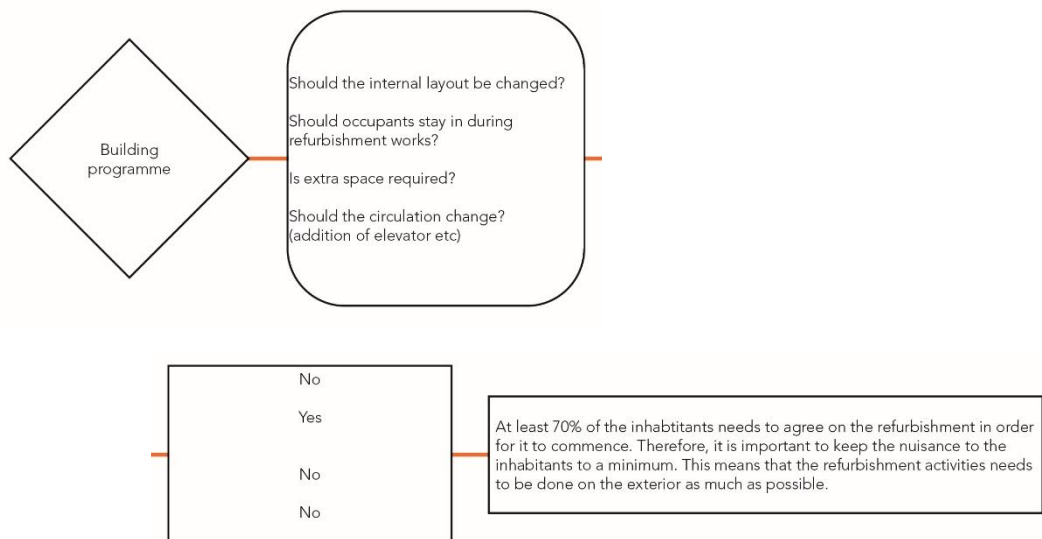 Building
programme
Should the internal layout be changed?
Should occupants stay in during
refurbishment works?
Is extra space required?
Should the circulation change?
(addition of elevator etc)
No
Yes
No
No
At least 70% of the inhabtitants needs to agree on the refurbishment in order
for it to commence. Therefore, it is important to keep the nuisance to the
inhabitants to a minimum. This means that the refurbishment activities needs
to be done on the exterior as much as possible.